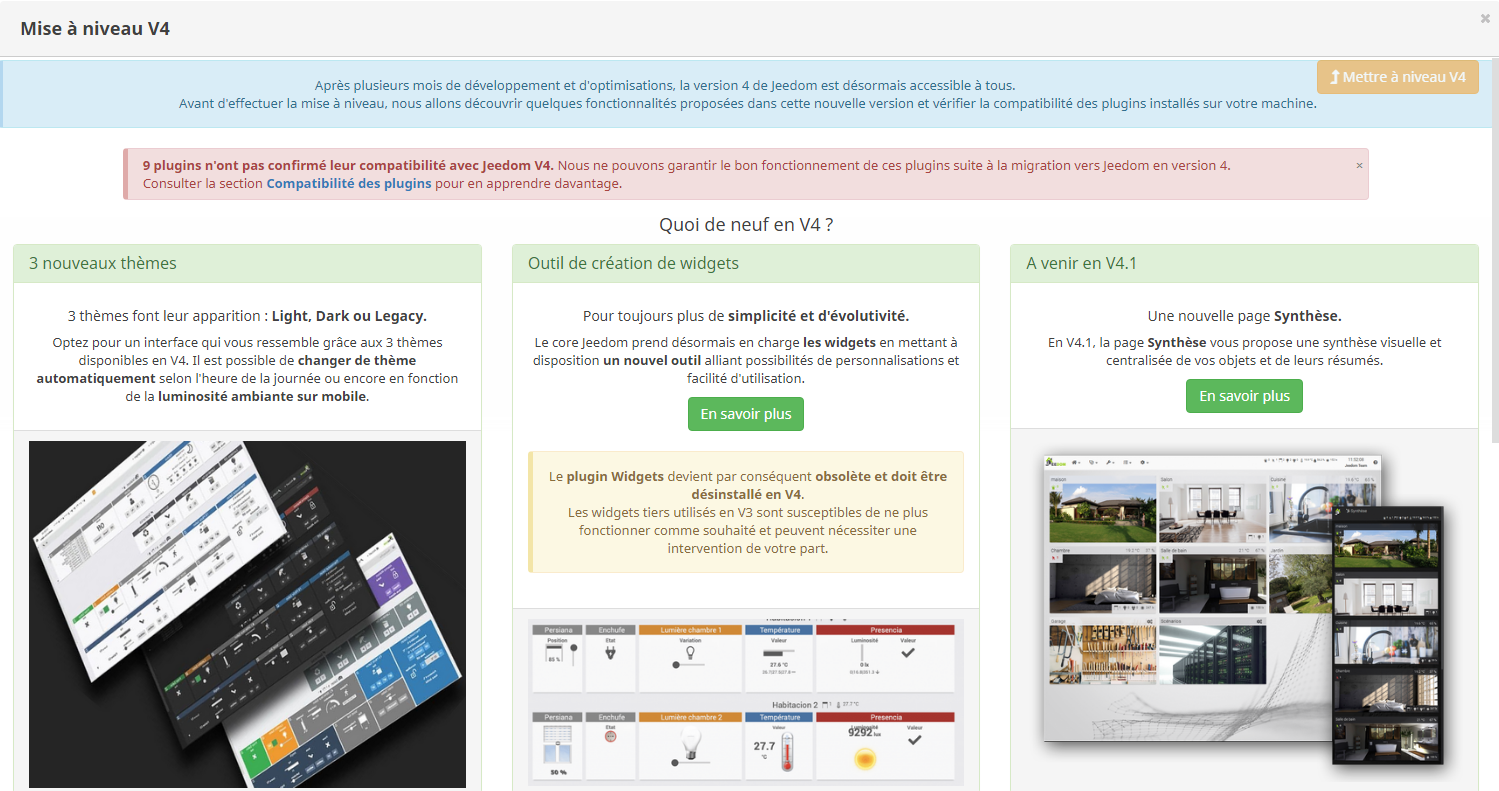 Mise à niveau V4
×
Après plusieurs mois de développement et d'optimisations, la version 4 de Jeedom est désormais accessible à tous.
Avant d'effectuer la mise à niveau, nous allons découvrir quelques fonctionnalités proposées dans cette nouvelle version et vérifier la compatibilité des plugins installés sur votre machine.
Mettre à niveau V4
9 plugins n'ont pas confirmé leur compatibilité avec Jeedom V4. Nous ne pouvons garantir le bon fonctionnement de ces plugins suite à la migration vers Jeedom en version 4.
×
Consulter la section Compatibilité des plugins pour en apprendre davantage.
Quoi de neuf en V4 ?
3 nouveaux thèmes
3 thèmes font leur apparition : Light, Dark ou Legacy.
Optez pour un interface qui vous ressemble grâce aux 3 thèmes
disponibles en V4. Il est possible de changer de thème
automatiquement selon l'heure de la journée ou encore en fonction
de la luminosité ambiante sur mobile.
Outil de création de widgets
Pour toujours plus de simplicité et d'évolutivité.
Le core Jeedom prend désormais en charge les widgets en mettant à
disposition un nouvel outil alliant possibilités de personnalisations et
facilité d'utilisation.
En savoir plus
Le plugin Widgets devient par conséquent obsolète et doit être
désinstallé en V4.
Les widgets tiers utilisés en V3 sont susceptibles de ne plus
fonctionner comme souhaité et peuvent nécessiter une
intervention de votre part.
Persiana Enchufe Lumière chambre 1 Température Presencia
Position Etat Variation Valeur Luminosité Valeur
85 % 27.6 °C 0 lx
Habitacion 2 27.7 °C
Persiana Enchufe Lumière chambre 2 Température Presencia
Etat Valeur Luminosité Valeur
27.7 9292 lux
°C
50 %
A venir en V4.1
Une nouvelle page Synthèse.
En V4.1, la page Synthèse vous propose une synthèse visuelle et
centralisée de vos objets et de leurs résumés.
En savoir plus
maison Salon Cuisine
Chambre Salle de bain Jardin
Garage Scénarios
Synthèse
maison
Salon
Cuisine
Chambre
Salle de bain